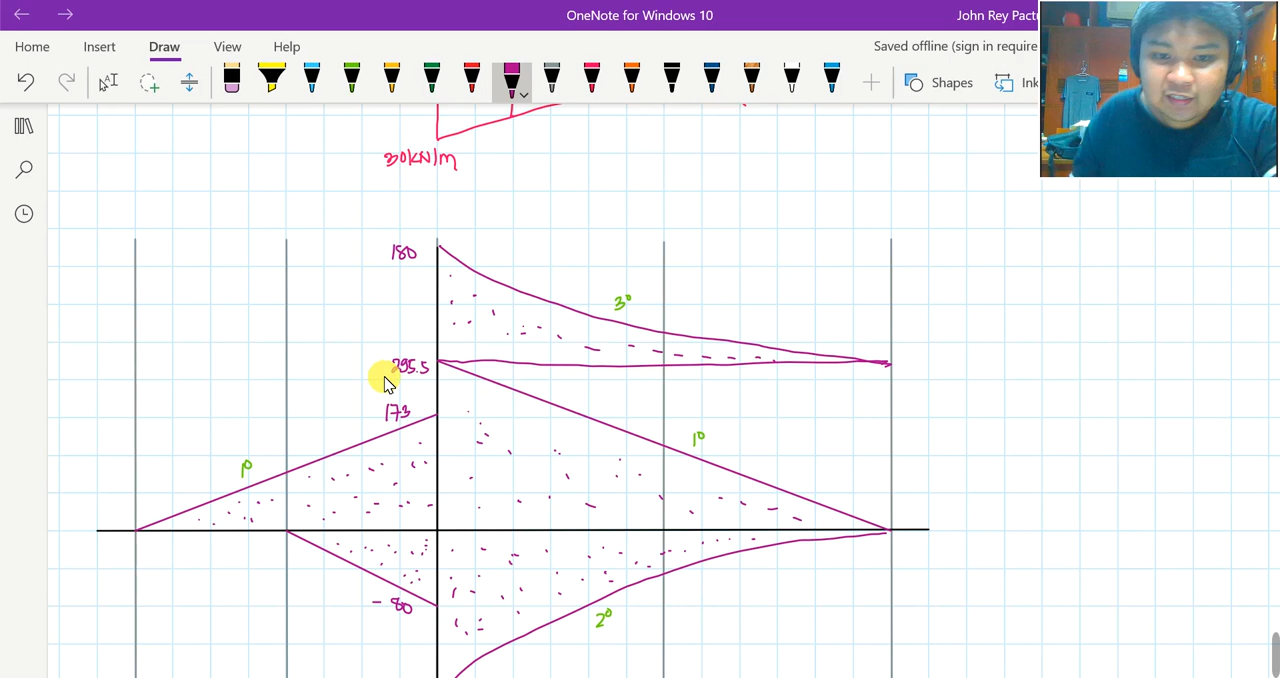 OneNote for Windows 10
John Rey Pactu
Home
Insert
Draw
View
Help
Saved offline (sign in require
Shapes
Ink
30kN/m
180
3°
295.5
173
1°
1°
- 80
2°